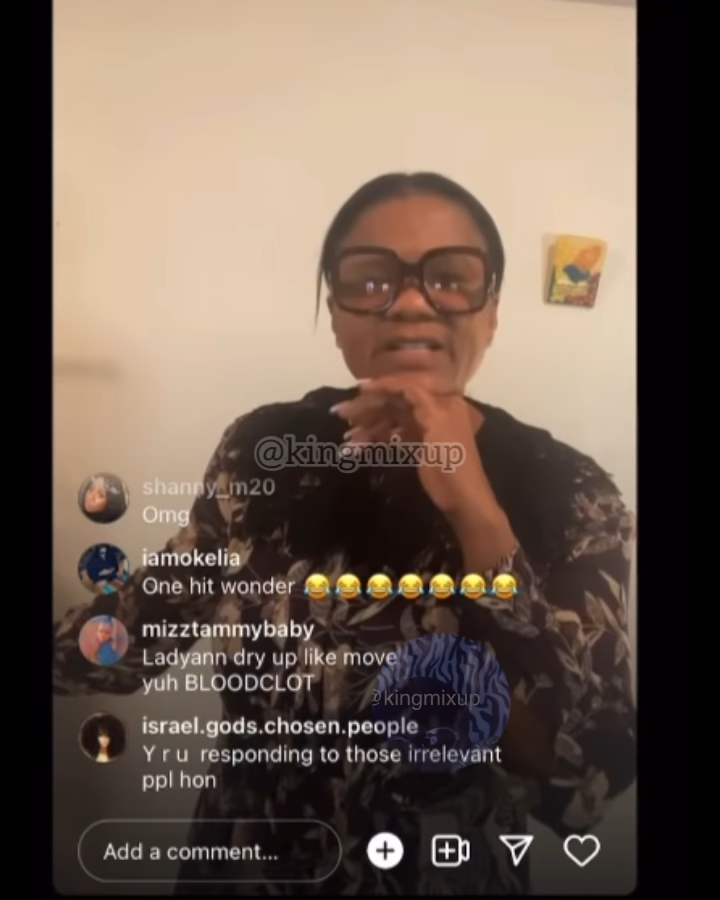 @kingmixup
shanny_m20
Omg
iamokelia
One hit wonder 😂😂😂😂😂😂😂
mizztammybaby
Ladyann dry up like move
yuh BLOODCLOT
@kingmixup
israel.gods.chosen.people
Y r u responding to those irrelevant
ppl hon
Add a comment...